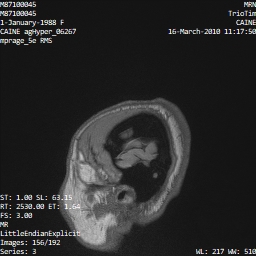 M87100045
M87100045
1-January-1988 F
CAINE agHyper_06267
mprage_5e RMS
MRN
TrioTim
CAINE
16-March-2010 11:17:50
ST: 1.00 SL: 63.15
RT: 2530.00 ET: 1.64
FS: 3.00
MR
LittleEndianExplicit
Images: 156/192
Series: 3
WL: 217 WW: 510